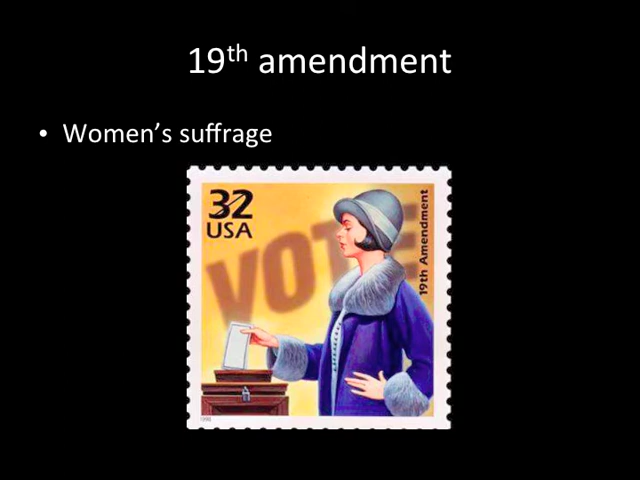 19th amendment
• Women's suffrage
32
USA
VOTE
19th Amendment